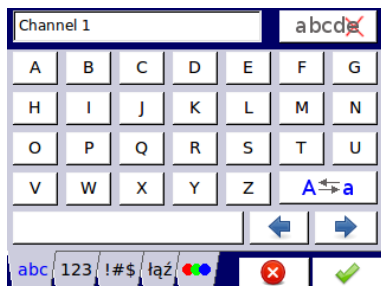 Channel 1 abcde
A B C D E F G
H I J K L M N
O P Q R S T U
V W X Y Z A a
abc 123 !#$ łąź